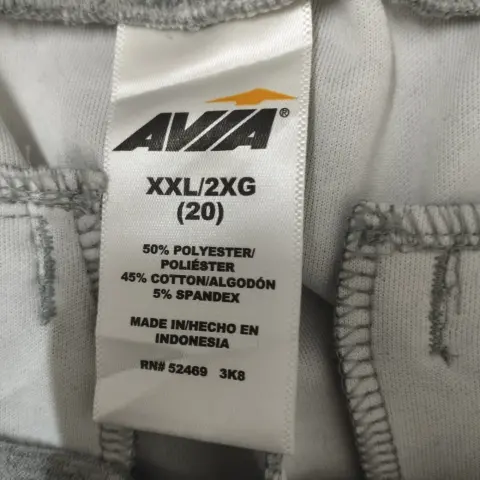 AVIA®
XXL/2XG
(20)
50% POLYESTER/
POLIÉSTER
45% COTTON/ALGODÓN
5% SPANDEX
MADE IN/HECHO EN
INDONESIA
RN# 52469 3K8